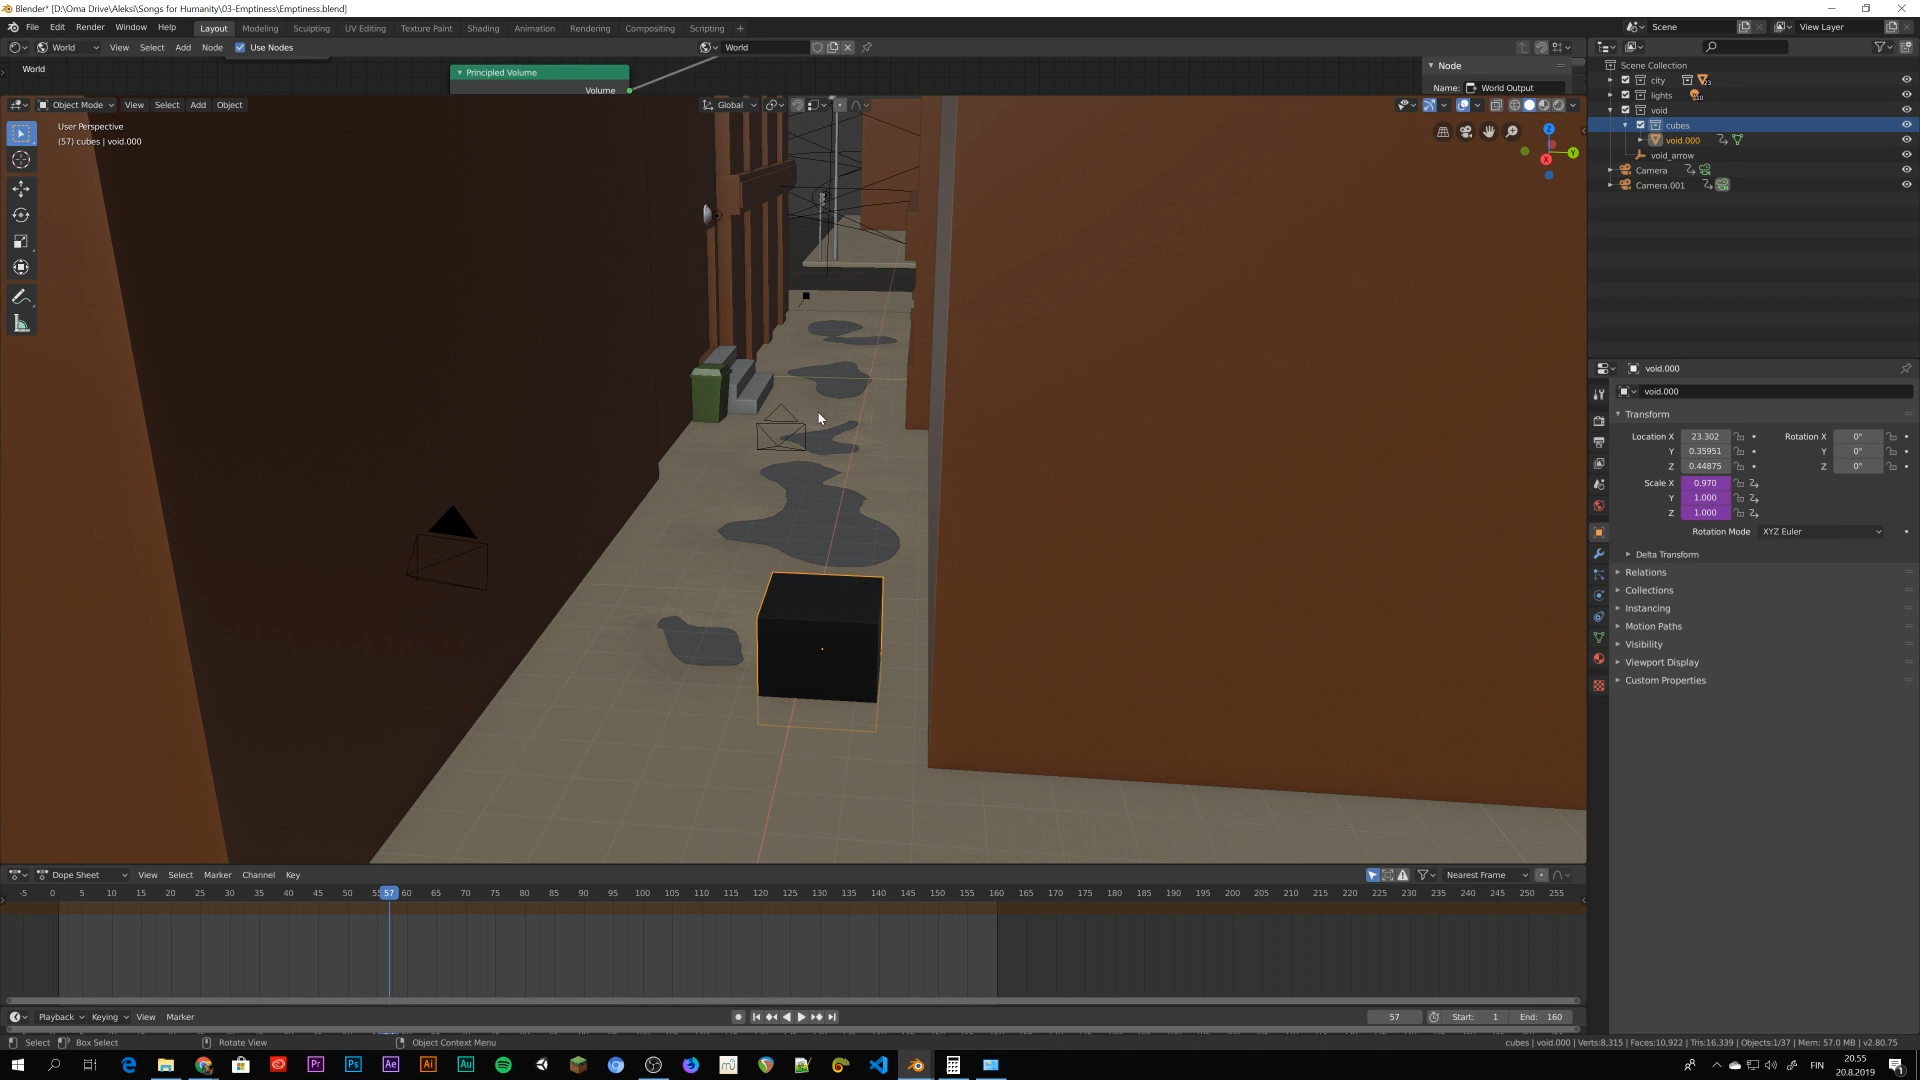 Blender* [D:\Oma Drive\Aleksi\Songs for Humanity\03-Emptiness\Emptiness.blend]
File Edit Render Window Help Layout Modeling Sculpting UV Editing Texture Paint Shading Animation Rendering Compositing Scripting + Scene View Layer
World View Select Add Node Use Nodes World
World
Principled Volume
Volume
Node
Name: World Output
Object Mode View Select Add Object Global
User Perspective
(57) cubes | void.000
Z
Y
X
Scene Collection
city
lights
void
cubes
void.000
void_arrow
Camera
Camera.001
void.000
void.000
Transform
Location X 23.302 Rotation X 0°
Y 0.35951 Y 0°
Z 0.44875 Z 0°
Scale X 0.970
Y 1.000
Z 1.000
Rotation Mode XYZ Euler
Delta Transform
Relations
Collections
Instancing
Motion Paths
Visibility
Viewport Display
Custom Properties
Dope Sheet View Select Marker Channel Key Nearest Frame
-5 0 5 10 15 20 25 30 35 40 45 50 57 60 65 70 75 80 85 90 95 100 105 110 115 120 125 130 135 140 145 150 155 160 165 170 175 180 185 190 195 200 205 210 215 220 225 230 235 240 245 250 255
Playback Keying View Marker 57 Start: 1 End: 160
Select Box Select Rotate View Object Context Menu cubes | void.000 | Verts:8,315 | Faces:10,922 | Tris:16,339 | Objects:1/37 | Mem: 57.0 MB | v2.80.75
Pr Ps Ae Ai Au FIN 20.55
20.8.2019